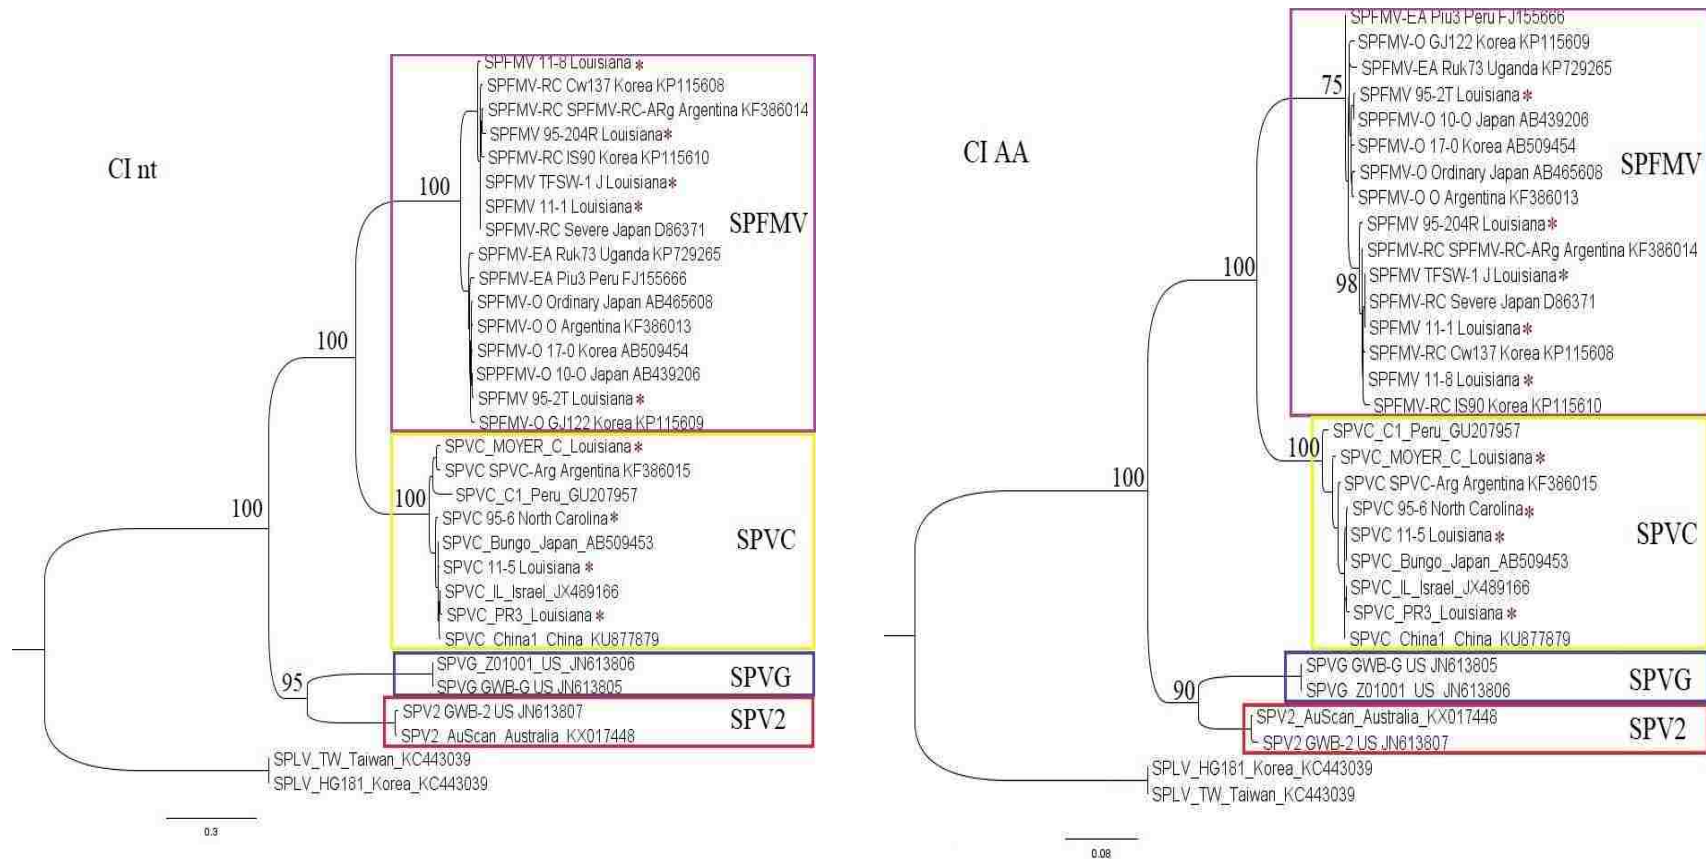 CI nt
SPFMV 11-8 Louisiana *
SPFMV-RC Cw137 Korea KP115608
SPFMV-RC SPFMV-RC-ARg Argentina KF386014
SPFMV 95-204R Louisiana *
SPFMV-RC IS90 Korea KP115610
SPFMV TFSW-1 J Louisiana *
SPFMV 11-1 Louisiana *
SPFMV-RC Severe Japan D86371
SPFMV-EA Ruk73 Uganda KP729265
SPFMV-EA Piu3 Peru FJ155666
SPFMV-O Ordinary Japan AB465608
SPFMV-O O Argentina KF386013
SPFMV-O 17-0 Korea AB509454
SPPFMV-O 10-O Japan AB439206
SPFMV 95-2T Louisiana *
SPFMV-O GJ122 Korea KP115609
SPFMV
SPVC_MOYER_C_Louisiana *
SPVC SPVC-Arg Argentina KF386015
SPVC_C1_Peru_GU207957
SPVC 95-6 North Carolina *
SPVC_Bungo_Japan_AB509453
SPVC 11-5 Louisiana *
SPVC_IL_Israel_JX489166
SPVC_PR3_Louisiana *
SPVC_China1_China_KU877879
SPVC
SPVG_Z01001_US_JN613806
SPVG GWB-G US JN613805
SPVG
SPV2 GWB-2 US JN613807
SPV2_AuScan_Australia_KX017448
SPV2
SPLV_TW_Taiwan_KC443039
SPLV_HG181_Korea_KC443039
100
100
100
100
95
0.3
CI AA
SPFMV-EA Piu3 Peru FJ155666
SPFMV-O GJ122 Korea KP115609
SPFMV-EA Ruk73 Uganda KP729265
SPFMV 95-2T Louisiana *
SPPFMV-O 10-O Japan AB439206
SPFMV-O 17-0 Korea AB509454
SPFMV-O Ordinary Japan AB465608
SPFMV-O O Argentina KF386013
SPFMV 95-204R Louisiana *
SPFMV-RC SPFMV-RC-ARg Argentina KF386014
SPFMV TFSW-1 J Louisiana *
SPFMV-RC Severe Japan D86371
SPFMV 11-1 Louisiana *
SPFMV-RC Cw137 Korea KP115608
SPFMV 11-8 Louisiana *
SPFMV-RC IS90 Korea KP115610
SPFMV
SPVC_C1_Peru_GU207957
SPVC_MOYER_C_Louisiana *
SPVC SPVC-Arg Argentina KF386015
SPVC 95-6 North Carolina *
SPVC 11-5 Louisiana *
SPVC_Bungo_Japan_AB509453
SPVC_IL_Israel_JX489166
SPVC_PR3_Louisiana *
SPVC_China1_China_KU877879
SPVC
SPVG GWB-G US JN613805
SPVG_Z01001_US_JN613806
SPVG
SPV2_AuScan_Australia_KX017448
SPV2 GWB-2 US JN613807
SPV2
SPLV_HG181_Korea_KC443039
SPLV_TW_Taiwan_KC443039
75
100
98
100
100
90
0.08